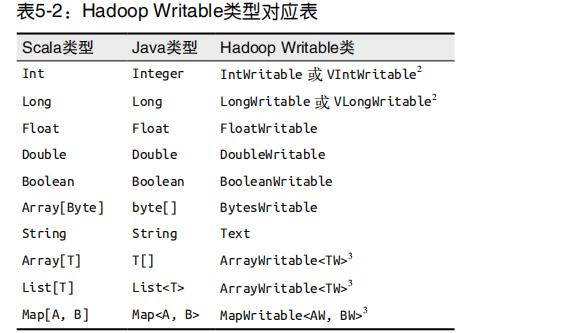 表5-2：Hadoop Writable类型对应表
Scala类型 Java类型 Hadoop Writable类
Int Integer IntWritable 或 VIntWritable²
Long Long LongWritable 或 VLongWritable²
Float Float FloatWritable
Double Double DoubleWritable
Boolean Boolean BooleanWritable
Array[Byte] byte[] BytesWritable
String String Text
Array[T] T[] ArrayWritable<TW>³
List[T] List<T> ArrayWritable<TW>³
Map[A, B] Map<A, B> MapWritable<AW, BW>³